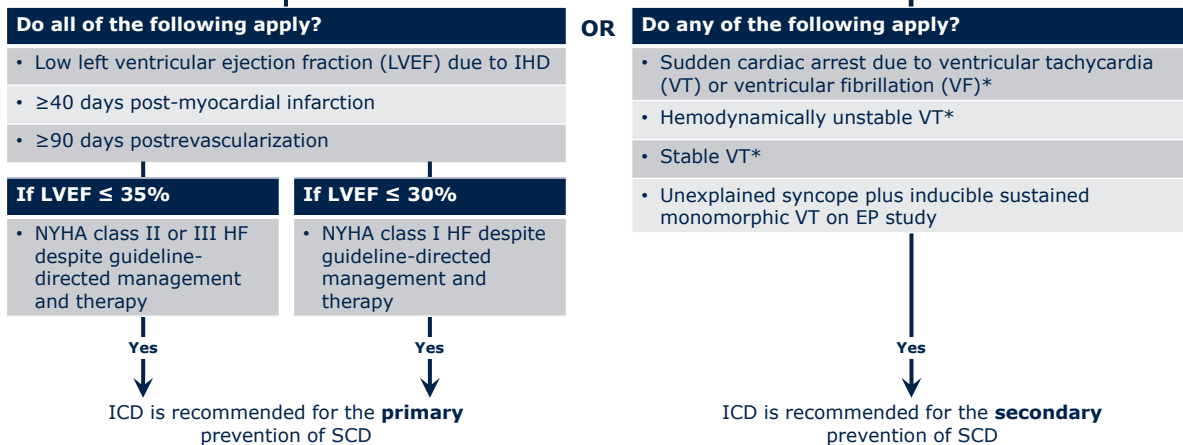 Do all of the following apply?
• Low left ventricular ejection fraction (LVEF) due to IHD
• ≥40 days post-myocardial infarction
• ≥90 days postrevascularization
If LVEF ≤ 35%
• NYHA class II or III HF
despite guideline-
directed management
and therapy
Yes
If LVEF ≤ 30%
• NYHA class I HF despite
guideline-directed
management and
therapy
Yes
ICD is recommended for the primary
prevention of SCD
OR
Do any of the following apply?
• Sudden cardiac arrest due to ventricular tachycardia
(VT) or ventricular fibrillation (VF)*
• Hemodynamically unstable VT*
• Stable VT*
• Unexplained syncope plus inducible sustained
monomorphic VT on EP study
Yes
ICD is recommended for the secondary
prevention of SCD